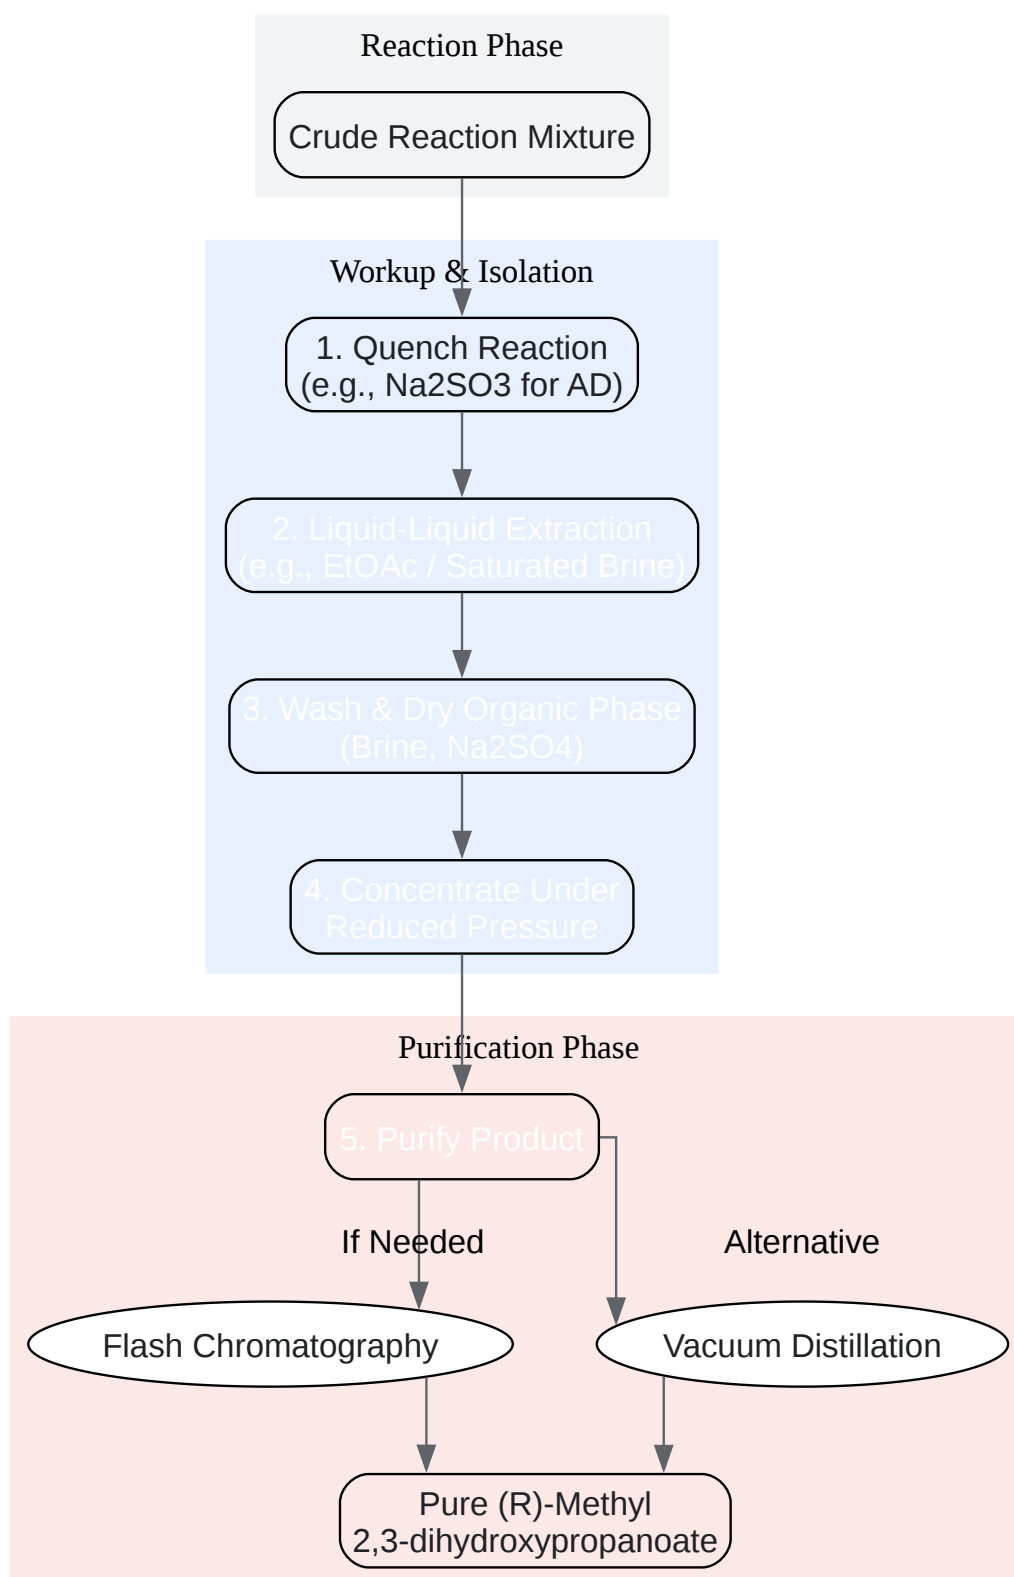 Reaction Phase
Crude Reaction Mixture
Workup & Isolation
1. Quench Reaction
(e.g., Na2SO3 for AD)
2. Liquid-Liquid Extraction
(e.g., EtOAc / Saturated Brine)
3. Wash & Dry Organic Phase
(Brine, Na2SO4)
4. Concentrate Under
Reduced Pressure
Purification Phase
5. Purify Product
If Needed
Alternative
Flash Chromatography
Vacuum Distillation
Pure (R)-Methyl
2,3-dihydroxypropanoate